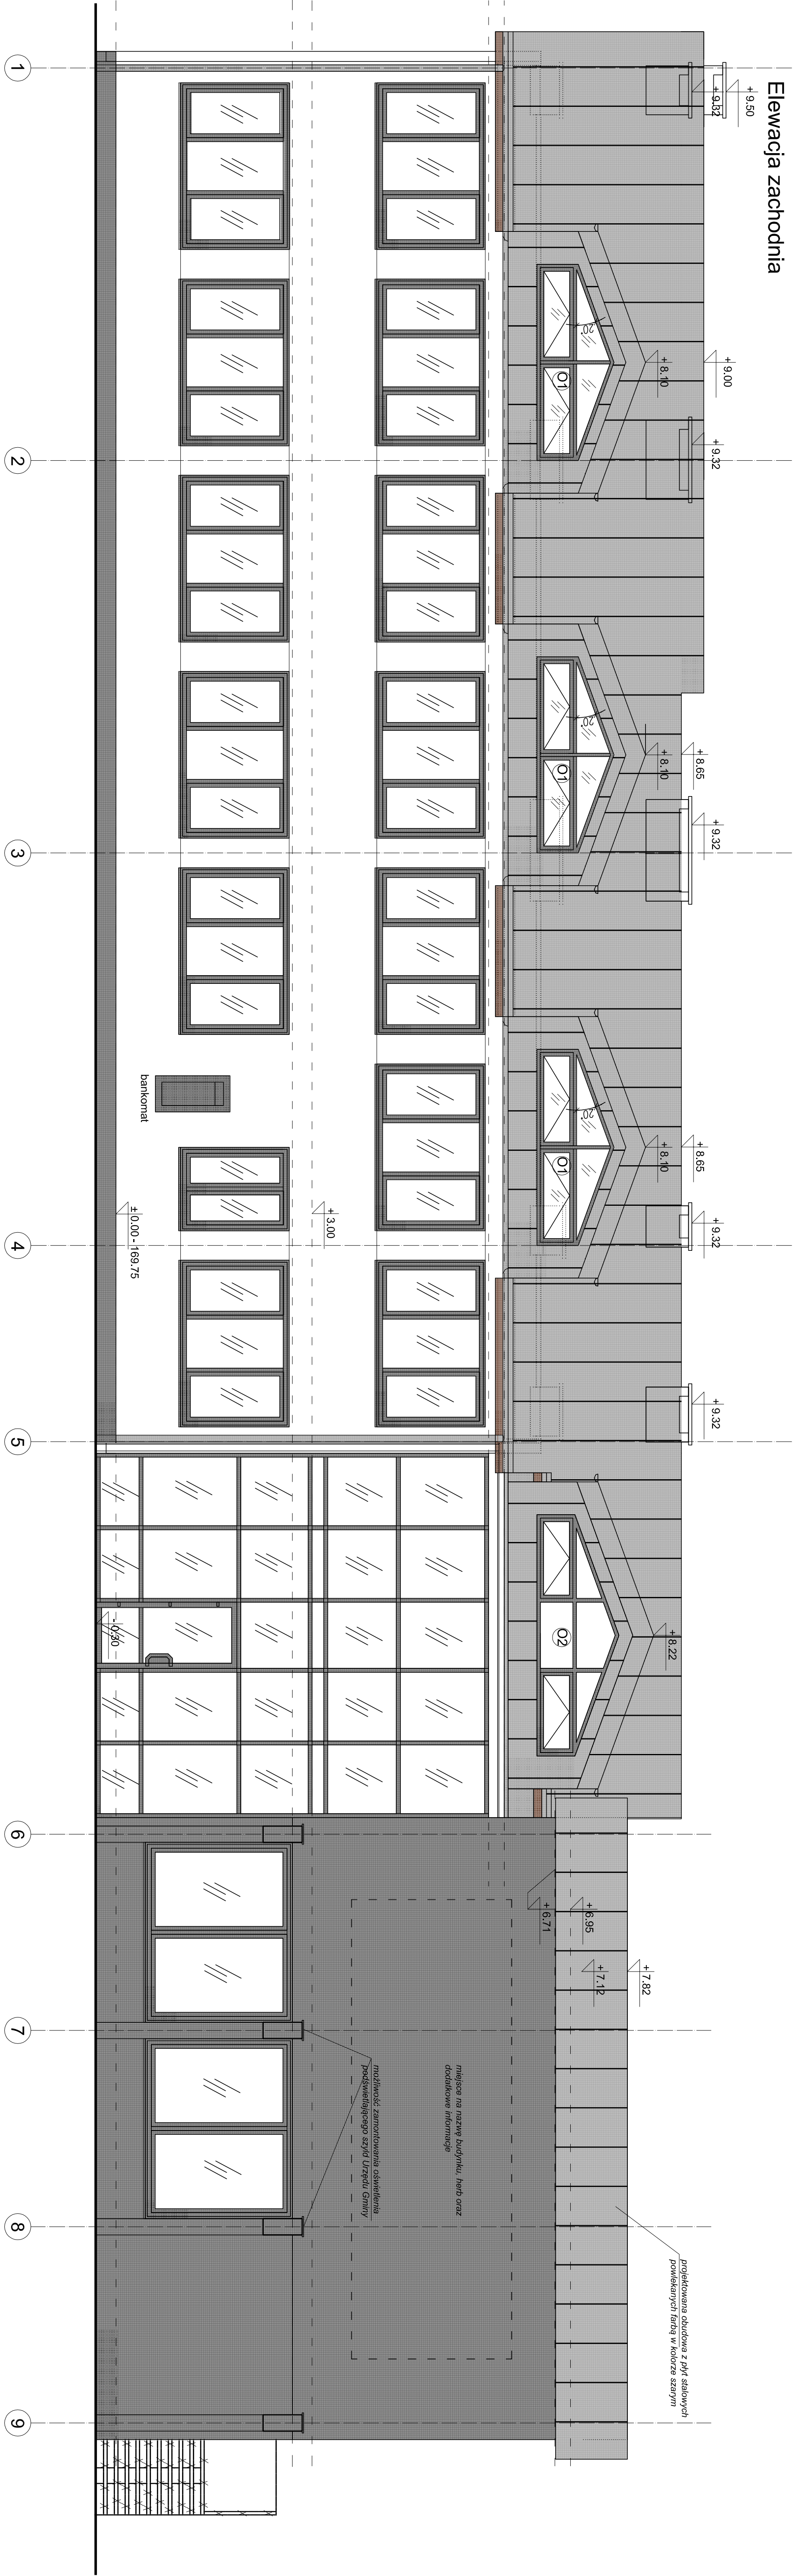 Elewacja zachodnia
+ 9.50
+ 9.32
+ 9.00
+ 8.10
+ 9.32
+ 8.65
+ 8.10
+ 9.32
+ 8.65
+ 8.10
+ 9.32
+ 9.32
+ 8.22
20°
O1
20°
O1
20°
O1
O2
+ 7.82
+ 7.12
+ 6.95
+ 6.71
projektowana obudowa z płyt stalowych
powlekanych farbą w kolorze szarym
miejsce na nazwę budynku, herb oraz
dodatkowe informacje
możliwość zamontowania oświetlenia
podświetlającego szyld Urzędu Gminy
+ 3.00
bankomat
± 0.00 - 169.75
- 0.30
1
2
3
4
5
6
7
8
9